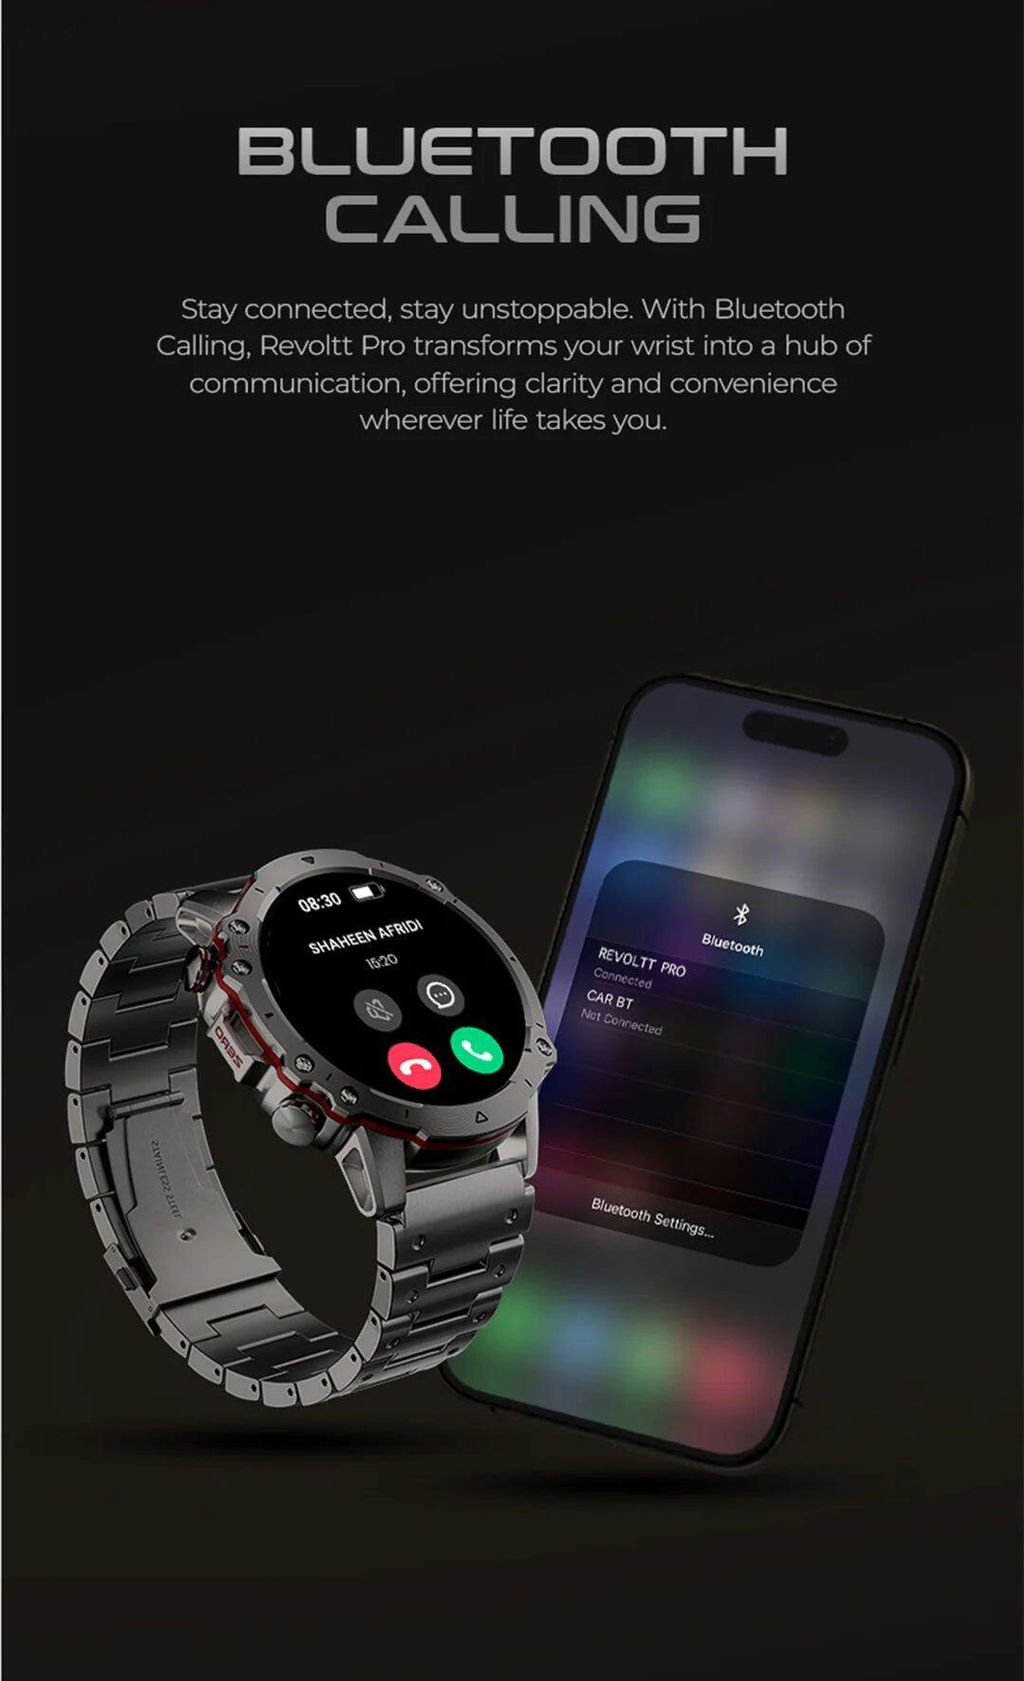 BLUETOOTH
CALLING
Stay connected, stay unstoppable. With Bluetooth
Calling, Revoltt Pro transforms your wrist into a hub of
communication, offering clarity and convenience
wherever life takes you.
08:30
SHAHEEN AFRIDI
15:20
ZERO
STAINLESS STEEL
Bluetooth
REVOLTT PRO
Connected
CAR BT
Not Connected
Bluetooth Settings...